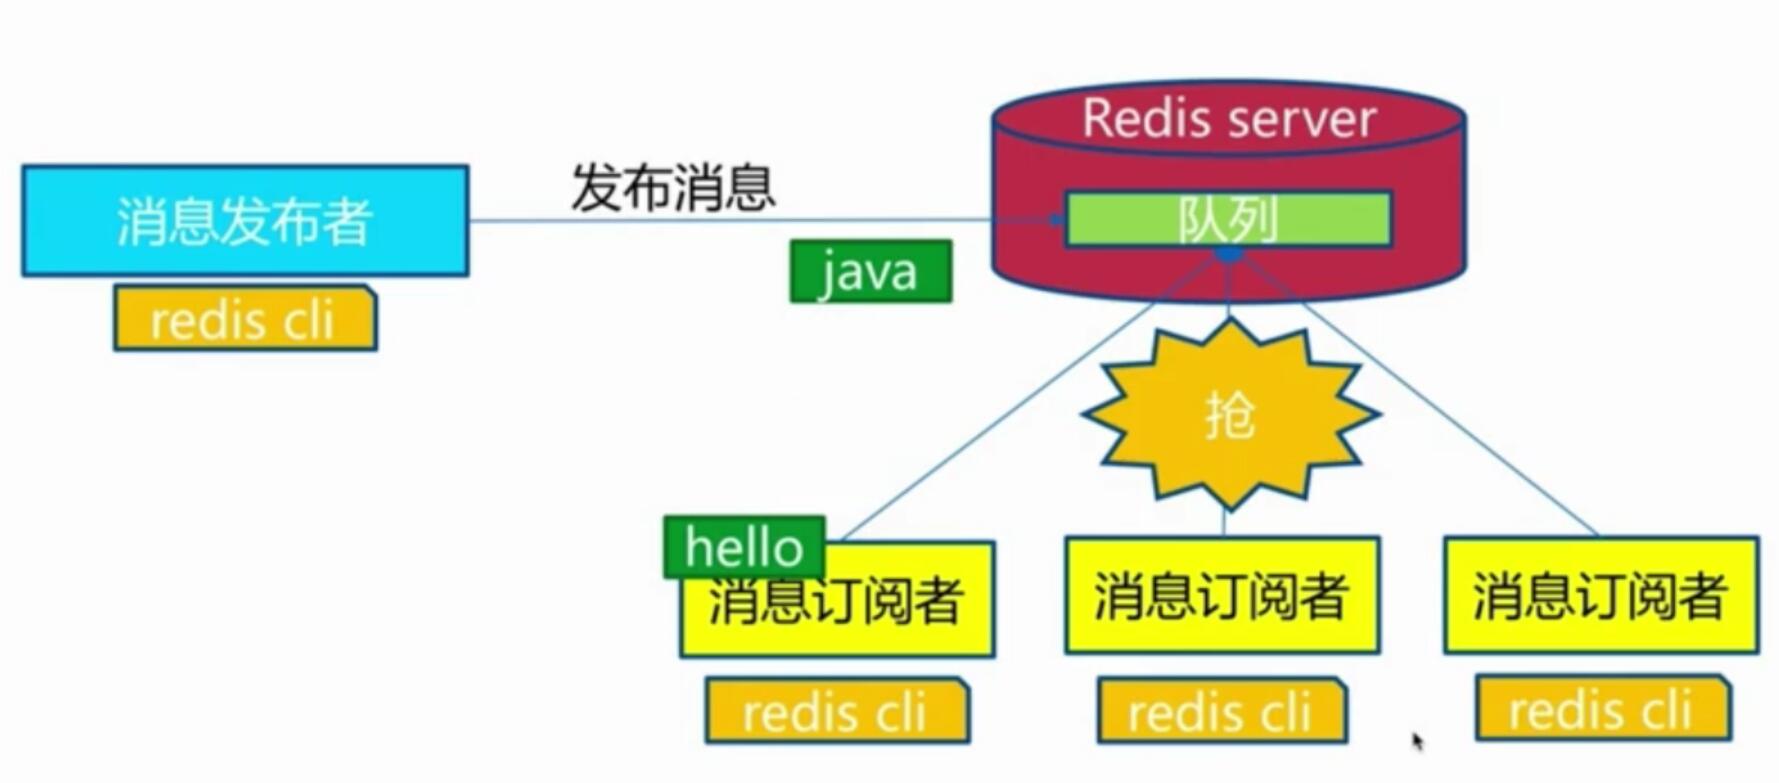 Redis server
消息发布者
发布消息
队列
java
redis cli
抢
hello
消息订阅者
消息订阅者
消息订阅者
redis cli
redis cli
redis cli